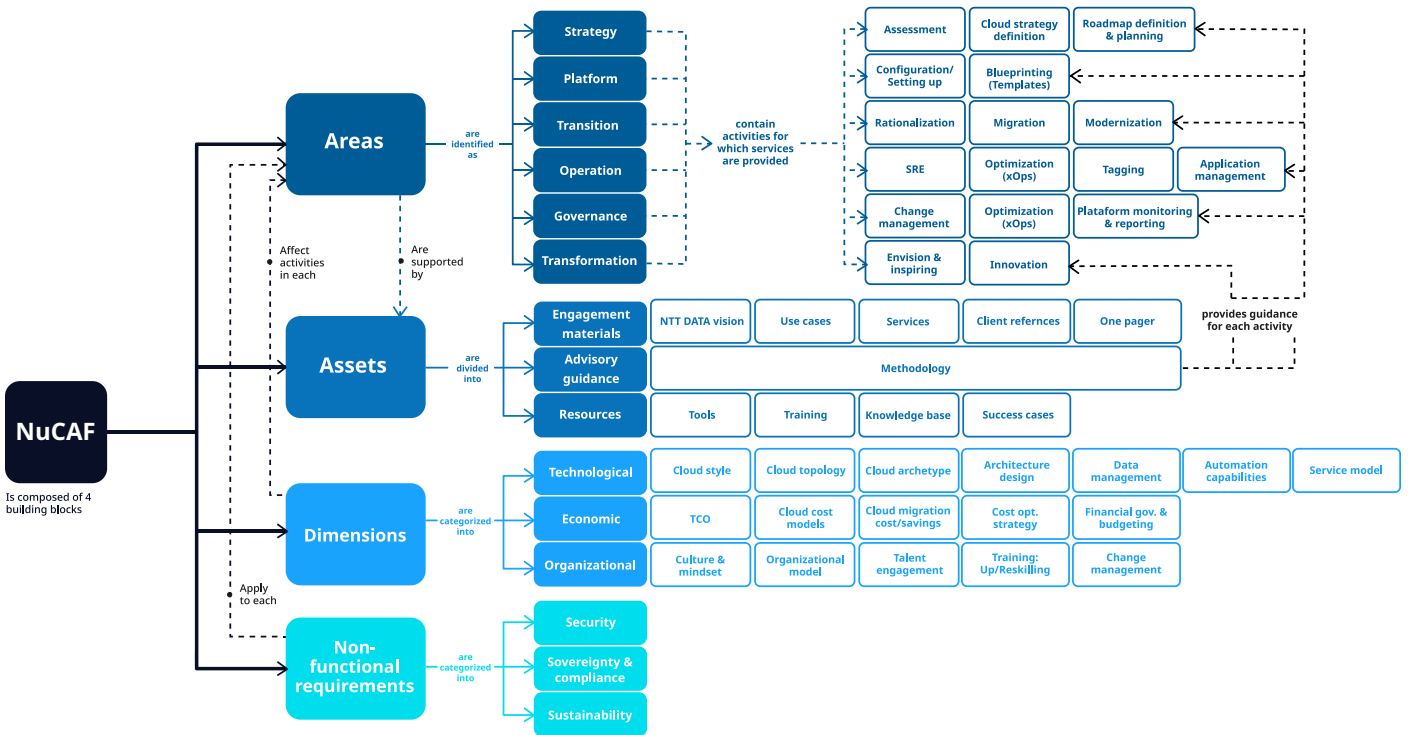 NuCAF
Is composed of 4
building blocks
Areas
are
identified
as
Strategy
Platform
Transition
Operation
Governance
Transformation
contain
activities for
which services
are provided
Assessment
Cloud strategy
definition
Roadmap definition
& planning
Configuration/
Setting up
Blueprinting
(Templates)
Rationalization
Migration
Modernization
SRE
Optimization
(xOps)
Tagging
Application
management
Change
management
Optimization
(xOps)
Plataform monitoring
& reporting
Envision &
inspiring
Innovation
Affect
activities
in each
Are
supported
by
provides guidance
for each activity
Assets
are
divided
into
Engagement
materials
NTT DATA vision
Use cases
Services
Client refernces
One pager
Advisory
guidance
Methodology
Resources
Tools
Training
Knowledge base
Success cases
Dimensions
are
categorized
into
Technological
Cloud style
Cloud topology
Cloud archetype
Architecture
design
Data
management
Automation
capabilities
Service model
Economic
TCO
Cloud cost
models
Cloud migration
cost/savings
Cost opt.
strategy
Financial gov. &
budgeting
Organizational
Culture &
mindset
Organizational
model
Talent
engagement
Training:
Up/Reskilling
Change
management
Apply
to each
Non-
functional
requirements
are
categorized
into
Security
Sovereignty &
compliance
Sustainability